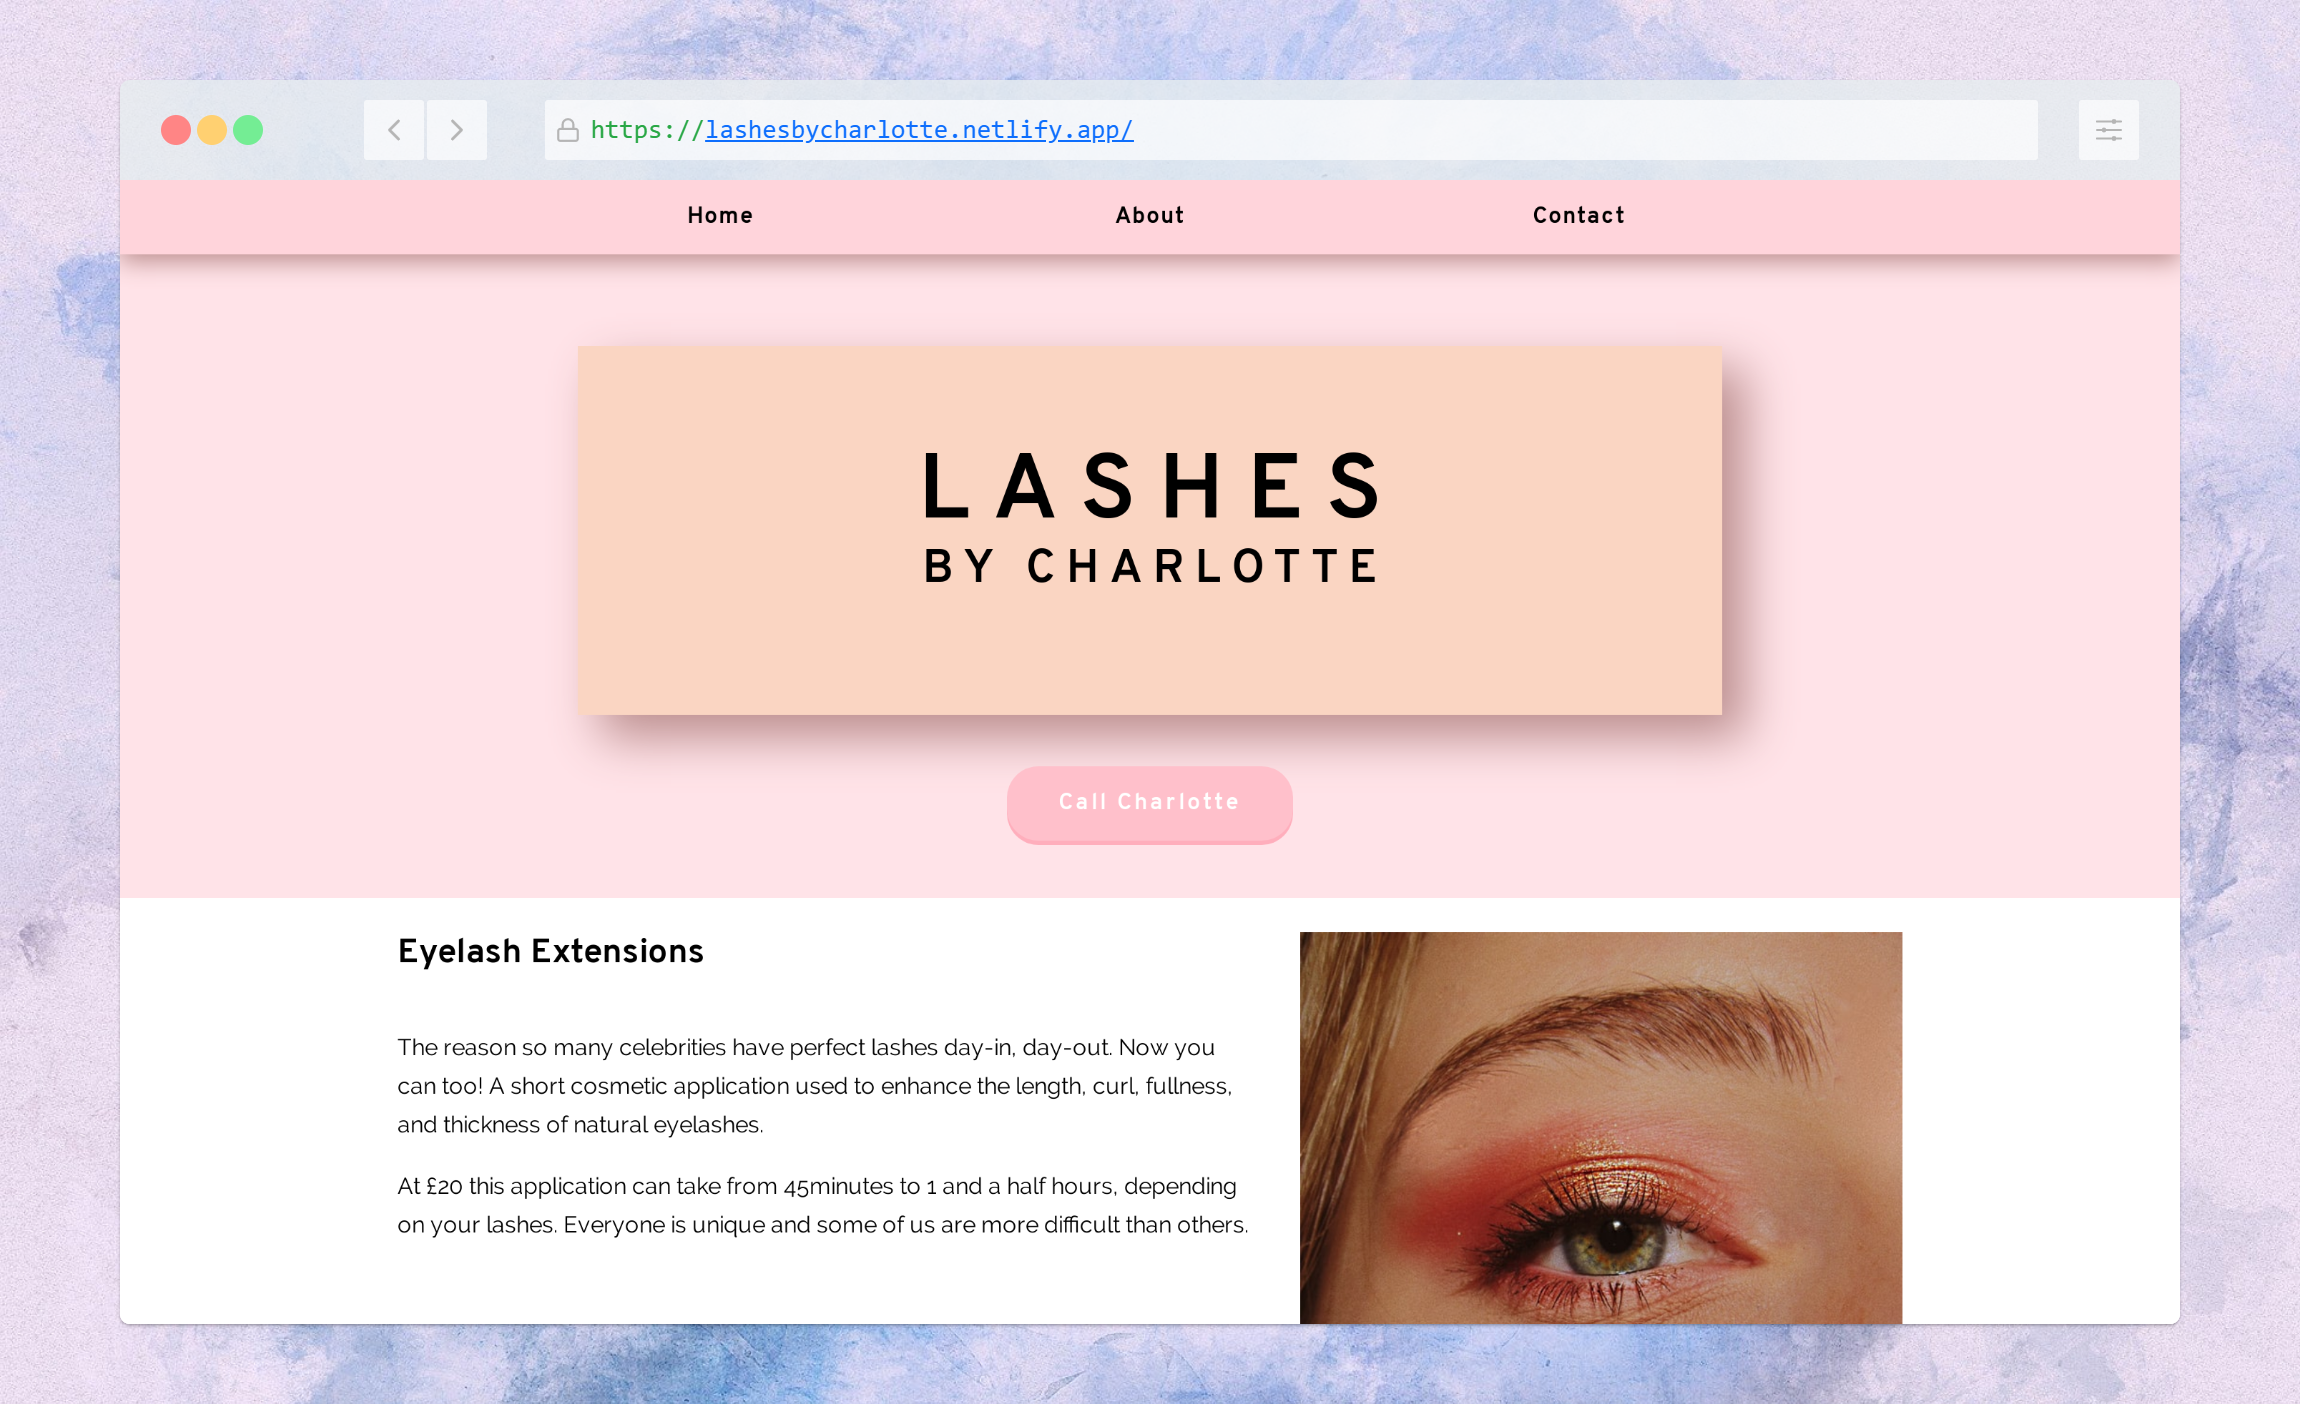 https://lashesbycharlotte.netlify.app/
Home About Contact
LASHES
BY CHARLOTTE
Call Charlotte
Eyelash Extensions
The reason so many celebrities have perfect lashes day-in, day-out. Now you
can too! A short cosmetic application used to enhance the length, curl, fullness,
and thickness of natural eyelashes.
At £20 this application can take from 45minutes to 1 and a half hours, depending
on your lashes. Everyone is unique and some of us are more difficult than others.